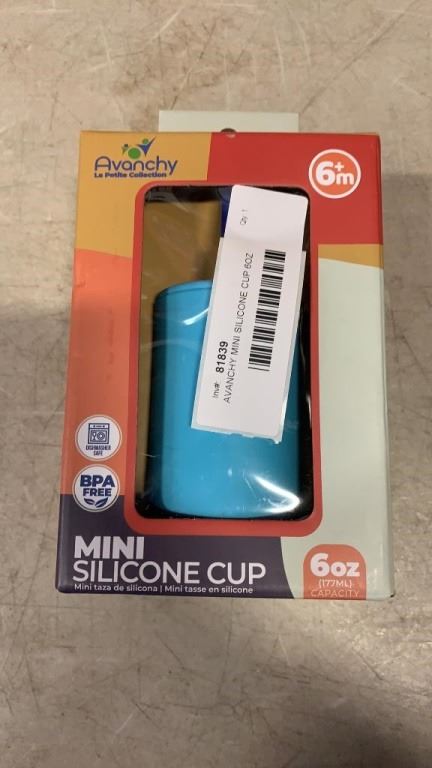 Avanchy
La Petite Collection
6+m
Qty. 1
Inv#: 81839
AVANCHY MINI SILICONE CUP 6OZ
DISHWASHER
SAFE
BPA
FREE
MINI
SILICONE CUP
Mini taza de silicona | Mini tasse en silicone
6oz
(177ML)
CAPACITY